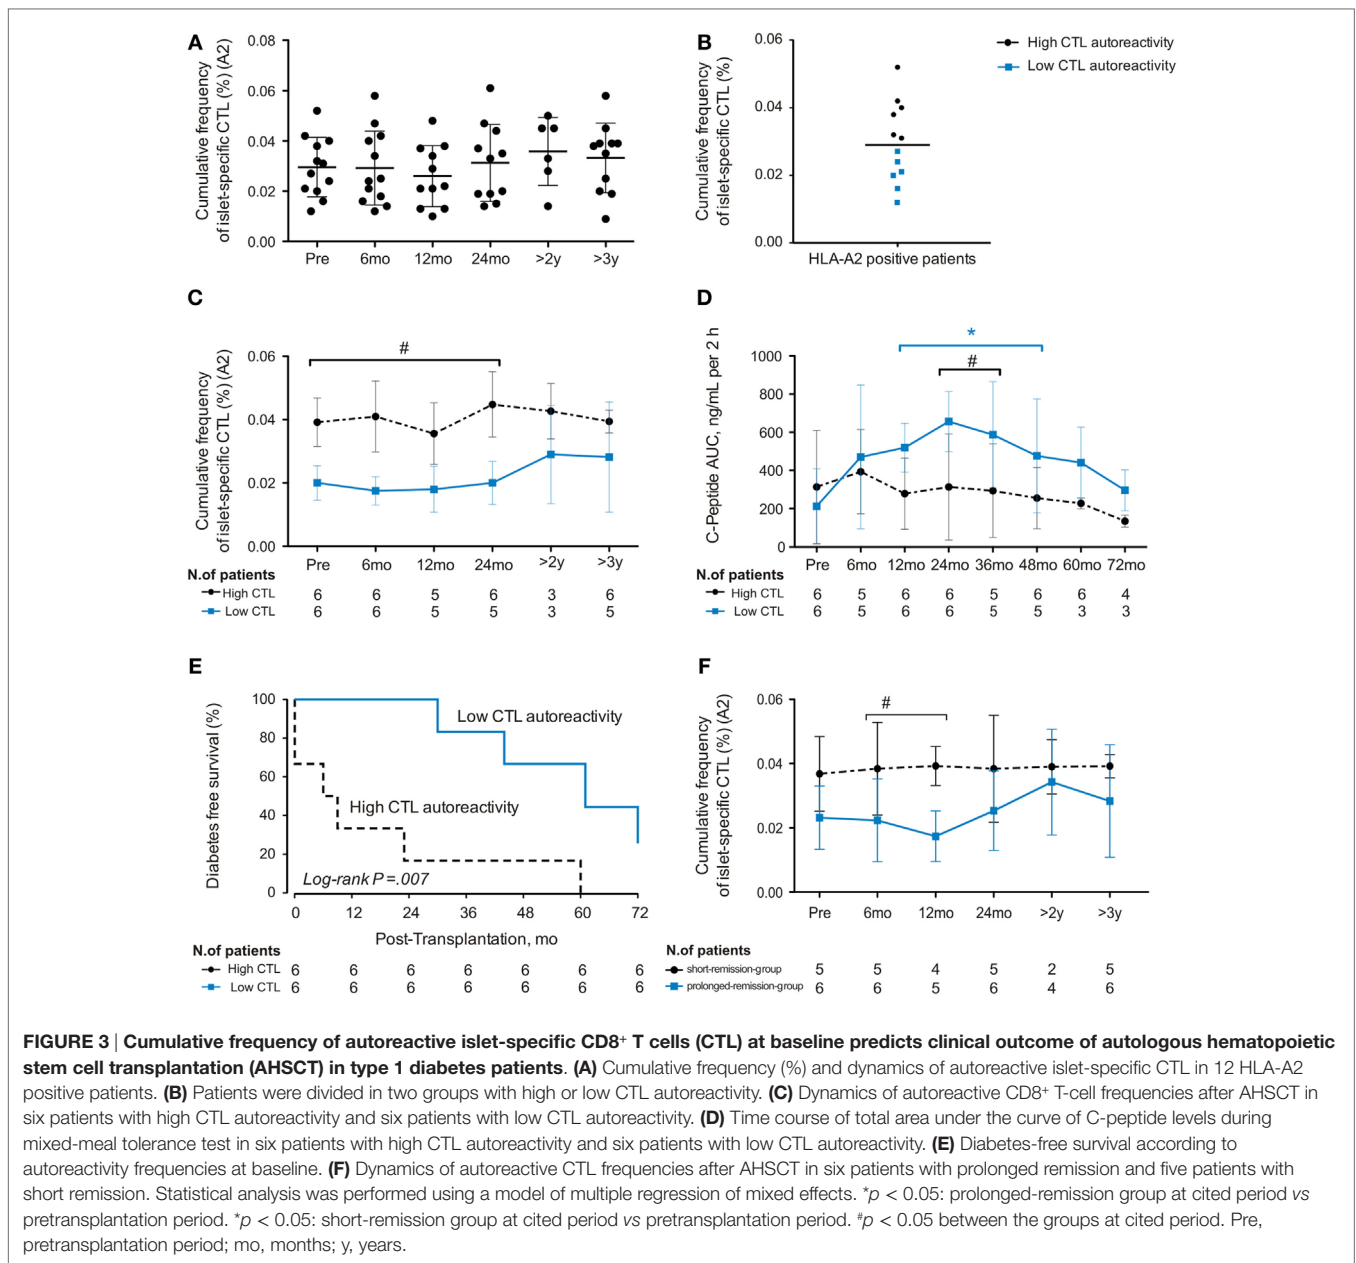 A
Cumulative frequency
of islet-specific CTL (%) (A2)
0.08
0.06
0.04
0.02
0.00
Pre 6mo 12mo 24mo >2y >3y
B
Cumulative frequency
of islet-specific CTL (%)
0.06
0.04
0.02
0.00
HLA-A2 positive patients
High CTL autoreactivity
Low CTL autoreactivity
C
Cumulative frequency
of islet-specific CTL (%) (A2)
0.06
0.04
0.02
0.00
#
Pre 6mo 12mo 24mo >2y >3y
N.of patients
High CTL 6 6 5 6 3 6
Low CTL 6 6 5 5 3 5
D
C-Peptide AUC, ng/mL per 2 h
1000
800
600
400
200
0
*
#
Pre 6mo 12mo 24mo 36mo 48mo 60mo 72mo
N.of patients
High CTL 6 5 6 6 5 6 6 4
Low CTL 6 5 6 6 5 5 3 3
E
Diabetes free survival (%)
100
80
60
40
20
0
Low CTL autoreactivity
High CTL autoreactivity
Log-rank P =.007
0 12 24 36 48 60 72
Post-Transplantation, mo
N.of patients
High CTL 6 6 6 6 6 6 6
Low CTL 6 6 6 6 6 6 6
F
Cumulative frequency
of islet-specific CTL (%) (A2)
0.06
0.04
0.02
0.00
#
Pre 6mo 12mo 24mo >2y >3y
N.of patients
short-remission-group 5 5 4 5 2 5
prolonged-remission-group 6 6 5 6 4 6
FIGURE 3 | Cumulative frequency of autoreactive islet-specific CD8⁺ T cells (CTL) at baseline predicts clinical outcome of autologous hematopoietic
stem cell transplantation (AHSCT) in type 1 diabetes patients. (A) Cumulative frequency (%) and dynamics of autoreactive islet-specific CTL in 12 HLA-A2
positive patients. (B) Patients were divided in two groups with high or low CTL autoreactivity. (C) Dynamics of autoreactive CD8⁺ T-cell frequencies after AHSCT in
six patients with high CTL autoreactivity and six patients with low CTL autoreactivity. (D) Time course of total area under the curve of C-peptide levels during
mixed-meal tolerance test in six patients with high CTL autoreactivity and six patients with low CTL autoreactivity. (E) Diabetes-free survival according to
autoreactivity frequencies at baseline. (F) Dynamics of autoreactive CTL frequencies after AHSCT in six patients with prolonged remission and five patients with
short remission. Statistical analysis was performed using a model of multiple regression of mixed effects. *p < 0.05: prolonged-remission group at cited period vs
pretransplantation period. *p < 0.05: short-remission group at cited period vs pretransplantation period. #p < 0.05 between the groups at cited period. Pre,
pretransplantation period; mo, months; y, years.